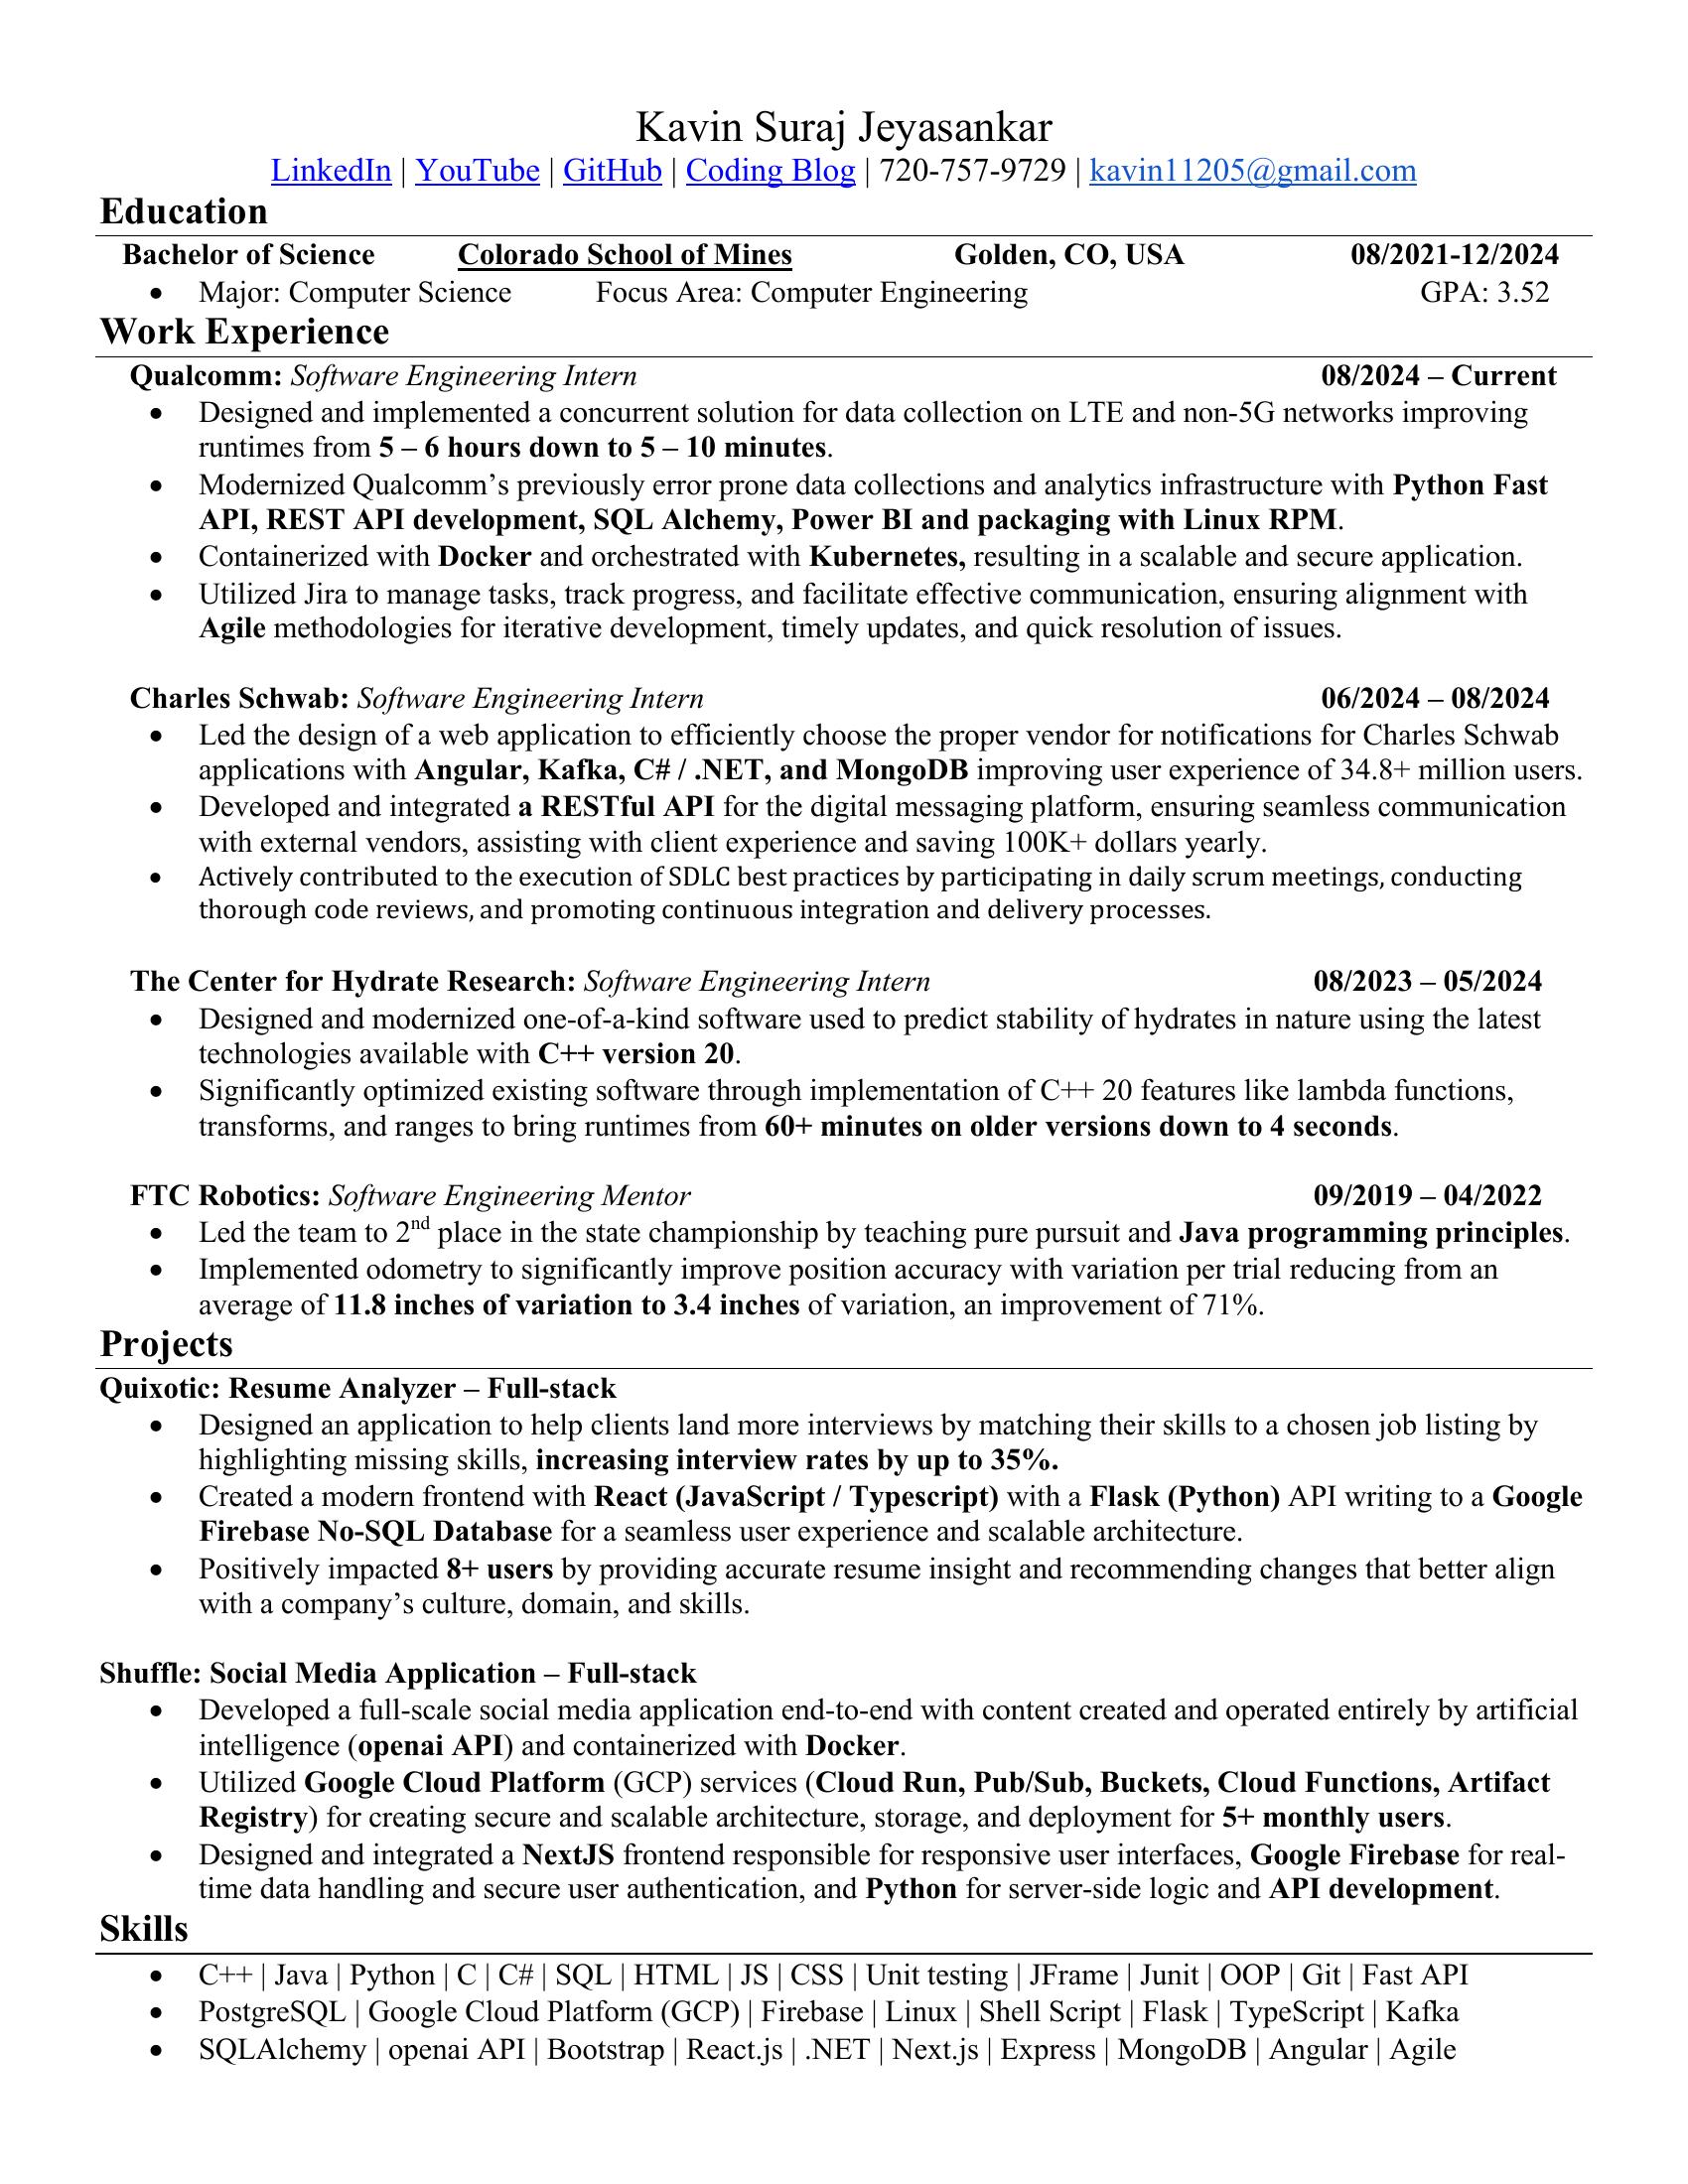 Kavin Suraj Jeyasankar
LinkedIn | YouTube | GitHub | Coding Blog | 720-757-9729 | kavin11205@gmail.com
Education
Bachelor of Science Colorado School of Mines Golden, CO, USA 08/2021-12/2024
• Major: Computer Science Focus Area: Computer Engineering GPA: 3.52
Work Experience
Qualcomm: Software Engineering Intern 08/2024 – Current
• Designed and implemented a concurrent solution for data collection on LTE and non-5G networks improving
runtimes from 5 – 6 hours down to 5 – 10 minutes.
• Modernized Qualcomm’s previously error prone data collections and analytics infrastructure with Python Fast
API, REST API development, SQL Alchemy, Power BI and packaging with Linux RPM.
• Containerized with Docker and orchestrated with Kubernetes, resulting in a scalable and secure application.
• Utilized Jira to manage tasks, track progress, and facilitate effective communication, ensuring alignment with
Agile methodologies for iterative development, timely updates, and quick resolution of issues.
Charles Schwab: Software Engineering Intern 06/2024 – 08/2024
• Led the design of a web application to efficiently choose the proper vendor for notifications for Charles Schwab
applications with Angular, Kafka, C# / .NET, and MongoDB improving user experience of 34.8+ million users.
• Developed and integrated a RESTful API for the digital messaging platform, ensuring seamless communication
with external vendors, assisting with client experience and saving 100K+ dollars yearly.
• Actively contributed to the execution of SDLC best practices by participating in daily scrum meetings, conducting
thorough code reviews, and promoting continuous integration and delivery processes.
The Center for Hydrate Research: Software Engineering Intern 08/2023 – 05/2024
• Designed and modernized one-of-a-kind software used to predict stability of hydrates in nature using the latest
technologies available with C++ version 20.
• Significantly optimized existing software through implementation of C++ 20 features like lambda functions,
transforms, and ranges to bring runtimes from 60+ minutes on older versions down to 4 seconds.
FTC Robotics: Software Engineering Mentor 09/2019 – 04/2022
• Led the team to 2nd place in the state championship by teaching pure pursuit and Java programming principles.
• Implemented odometry to significantly improve position accuracy with variation per trial reducing from an
average of 11.8 inches of variation to 3.4 inches of variation, an improvement of 71%.
Projects
Quixotic: Resume Analyzer – Full-stack
• Designed an application to help clients land more interviews by matching their skills to a chosen job listing by
highlighting missing skills, increasing interview rates by up to 35%.
• Created a modern frontend with React (JavaScript / Typescript) with a Flask (Python) API writing to a Google
Firebase No-SQL Database for a seamless user experience and scalable architecture.
• Positively impacted 8+ users by providing accurate resume insight and recommending changes that better align
with a company’s culture, domain, and skills.
Shuffle: Social Media Application – Full-stack
• Developed a full-scale social media application end-to-end with content created and operated entirely by artificial
intelligence (openai API) and containerized with Docker.
• Utilized Google Cloud Platform (GCP) services (Cloud Run, Pub/Sub, Buckets, Cloud Functions, Artifact
Registry) for creating secure and scalable architecture, storage, and deployment for 5+ monthly users.
• Designed and integrated a NextJS frontend responsible for responsive user interfaces, Google Firebase for real-
time data handling and secure user authentication, and Python for server-side logic and API development.
Skills
• C++ | Java | Python | C | C# | SQL | HTML | JS | CSS | Unit testing | JFrame | Junit | OOP | Git | Fast API
• PostgreSQL | Google Cloud Platform (GCP) | Firebase | Linux | Shell Script | Flask | TypeScript | Kafka
• SQLAlchemy | openai API | Bootstrap | React.js | .NET | Next.js | Express | MongoDB | Angular | Agile